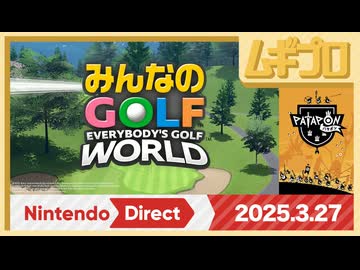 みんなの
GOLF
EVERYBODY'S GOLF
WORLD
ムギプロ
PATAPON
Nintendo Direct
2025.3.27